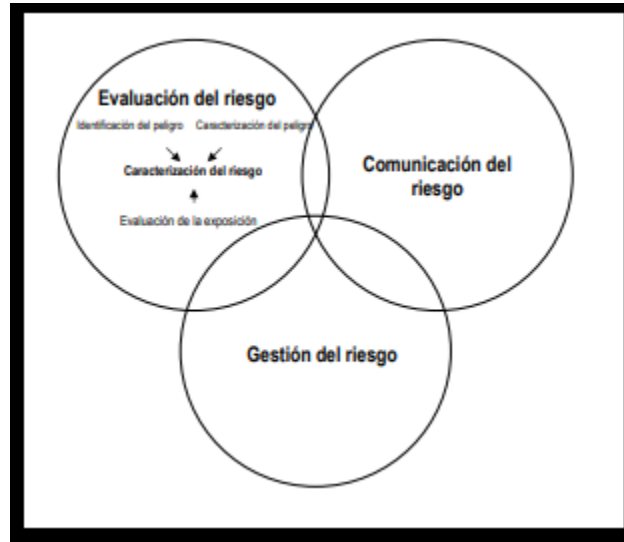 Evaluación del riesgo
Identificación del peligro Caracterización del peligro
Caracterización del riesgo
Evaluación de la exposición
Comunicación del
riesgo
Gestión del riesgo